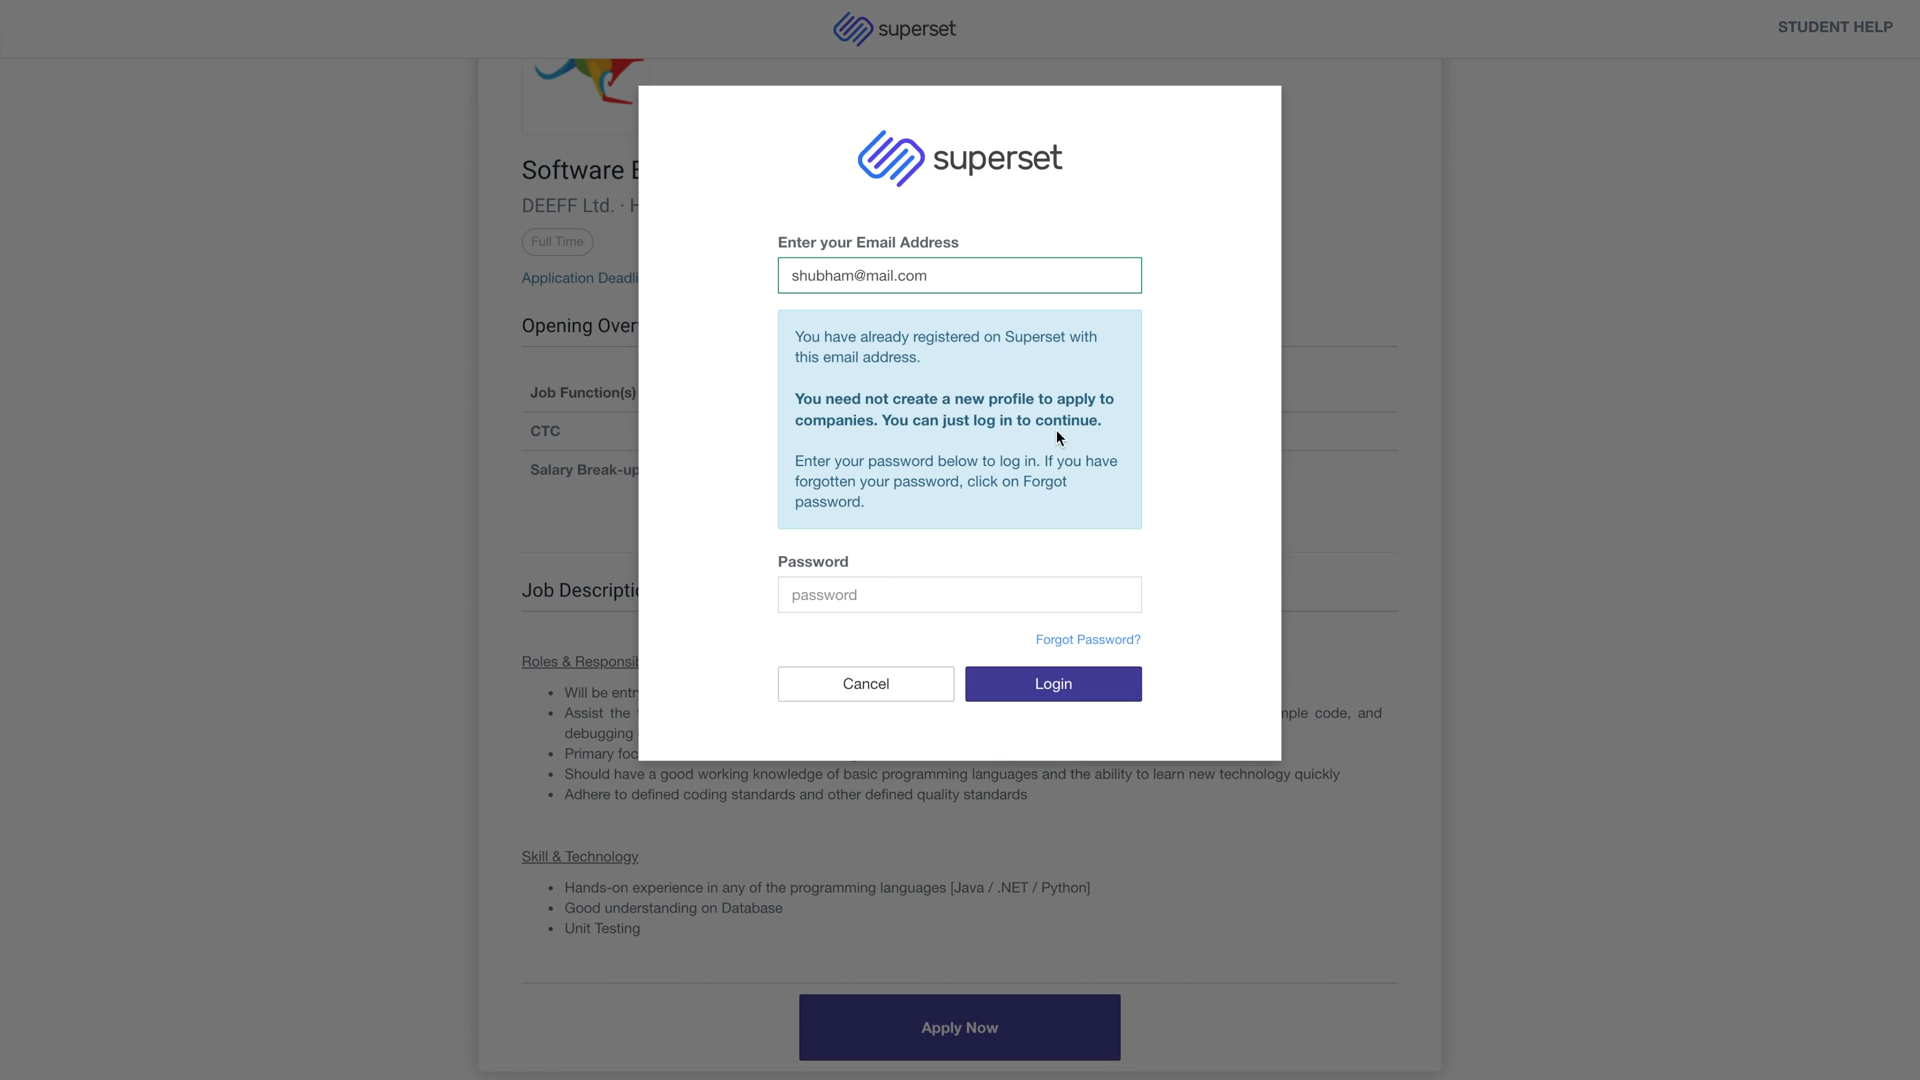 superset
STUDENT HELP
superset
Software
DEEFF Ltd. ·
Full Time
Application
Opening
Job Function(s)
CTC
Salary Break-up
Enter your Email Address
shubham@mail.com
You have already registered on Superset with
this email address.
You need not create a new profile to apply to
companies. You can just log in to continue.
Enter your password below to log in. If you have
forgotten your password, click on Forgot
password.
Password
password
Forgot Password?
Cancel
Login
Job
Roles &
Will be
Assist the
code, and
debugging
Primary
Should have a good working knowledge of basic programming languages and the ability to learn new technology quickly
Adhere to defined coding standards and other defined quality standards
Skill & Technology
Hands-on experience in any of the programming languages [Java / .NET / Python]
Good understanding on Database
Unit Testing
Apply Now